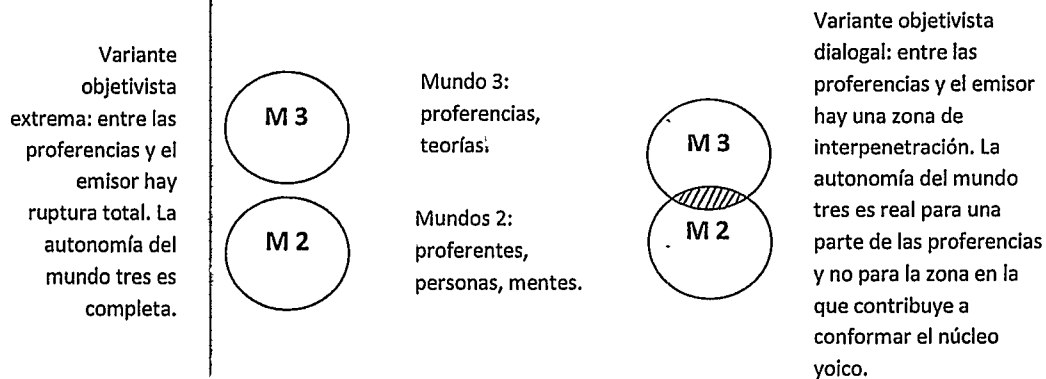 Variante
objetivista
extrema: entre las
proferencias y el
emisor hay
ruptura total. La
autonomía del
mundo tres es
completa.
M 3
M 2
Mundo 3:
proferencias,
teorías.
Mundos 2:
proferentes,
personas, mentes.
M 3
M 2
Variante objetivista
dialogal: entre las
proferencias y el emisor
hay una zona de
interpenetración. La
autonomía del mundo
tres es real para una
parte de las proferencias
y no para la zona en la
que contribuye a
conformar el núcleo
yoico.